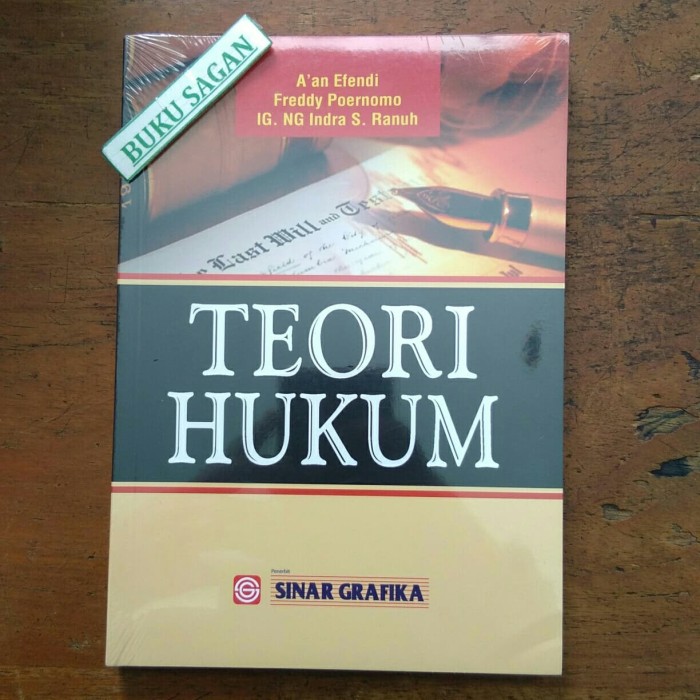 BUKU SAGAN
A'an Efendi
Freddy Poernomo
IG. NG Indra S. Ranuh
Last Will and Test
TEORI
HUKUM
Penerbit
SINAR GRAFIKA